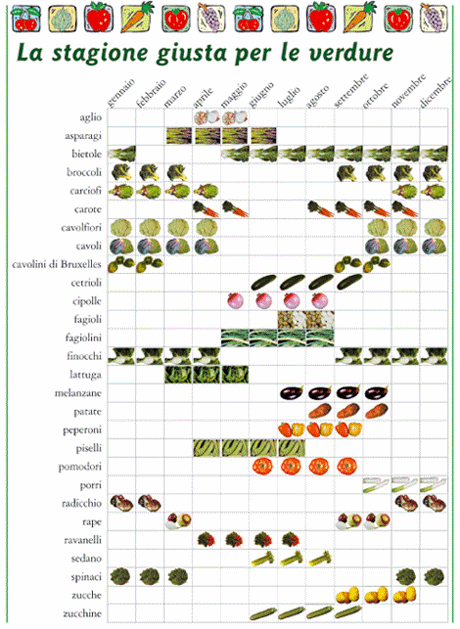 La stagione giusta per le verdure
gennaio febbraio marzo aprile maggio giugno luglio agosto settembre ottobre novembre dicembre
aglio
asparagi
bietole
broccoli
carciofi
carote
cavolfiori
cavoli
cavolini di Bruxelles
cetrioli
cipolle
fagioli
fagiolini
finocchi
lattuga
melanzane
patate
peperoni
piselli
pomodori
porri
radicchio
rape
ravanelli
sedano
spinaci
zucche
zucchine